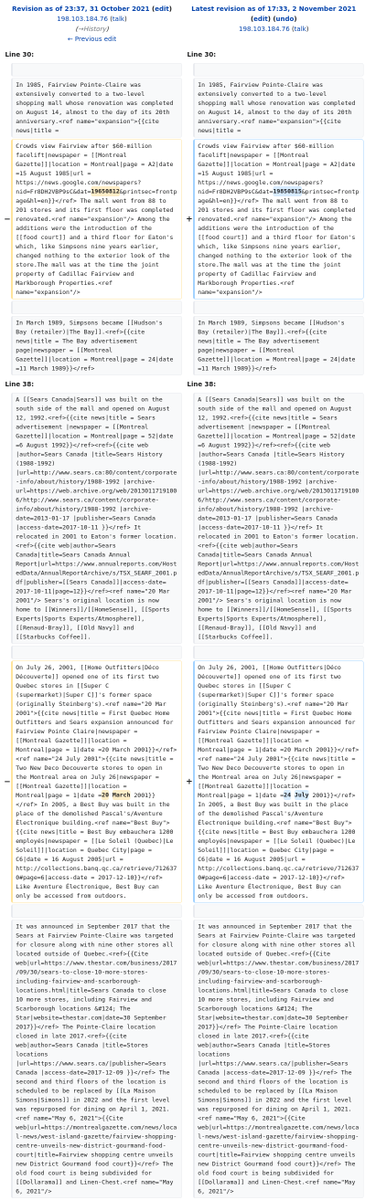 Revision as of 23:37, 31 October 2021 (edit)
198.103.184.76 (talk)
(→History)
← Previous edit
Latest revision as of 17:33, 2 November 2021
(edit) (undo)
198.103.184.76 (talk)
Line 30:
Line 30:
In 1985, Fairview Pointe-Claire was
extensively converted to a two-level
shopping mall whose renovation was completed
on August 14, almost to the day of its 20th
anniversary.<ref name="expansion">{{cite
news|title =
In 1985, Fairview Pointe-Claire was
extensively converted to a two-level
shopping mall whose renovation was completed
on August 14, almost to the day of its 20th
anniversary.<ref name="expansion">{{cite
news|title =
−
Crowds view Fairview after $60-million
facelift|newspaper = [[Montreal
Gazette]]|location = Montreal|page = A2|date
=15 August 1985|url =
https://news.google.com/newspapers?
nid=Fr8DH2VBP9sC&dat=19650812&printsec=frontp
age&hl=en}}</ref> The mall went from 88 to
201 stores and its first floor was completed
renovated.<ref name="expansion"/> Among the
additions were the introduction of the
[[food court]] and a third floor for Eaton's
which, like Simpsons nine years earlier,
changed nothing to the exterior look of the
store.The mall was at the time the joint
property of Cadillac Fairview and
Markborough Properties.<ref
name="expansion"/>
+
Crowds view Fairview after $60-million
facelift|newspaper = [[Montreal
Gazette]]|location = Montreal|page = A2|date
=15 August 1985|url =
https://news.google.com/newspapers?
nid=Fr8DH2VBP9sC&dat=19850815&printsec=frontp
age&hl=en}}</ref> The mall went from 88 to
201 stores and its first floor was completed
renovated.<ref name="expansion"/> Among the
additions were the introduction of the
[[food court]] and a third floor for Eaton's
which, like Simpsons nine years earlier,
changed nothing to the exterior look of the
store.The mall was at the time the joint
property of Cadillac Fairview and
Markborough Properties.<ref
name="expansion"/>
In March 1989, Simpsons became [[Hudson's
Bay (retailer)|The Bay]].<ref>{{cite
news|title = The Bay advertisement
page|newspaper = [[Montreal
Gazette]]|location = Montreal|page = 24|date
=11 March 1989}}</ref>
In March 1989, Simpsons became [[Hudson's
Bay (retailer)|The Bay]].<ref>{{cite
news|title = The Bay advertisement
page|newspaper = [[Montreal
Gazette]]|location = Montreal|page = 24|date
=11 March 1989}}</ref>
Line 38:
Line 38:
A [[Sears Canada|Sears]] was built on the
south side of the mall and opened on August
12, 1992.<ref>{{cite news|title = Sears
advertisement |newspaper = [[Montreal
Gazette]]|location = Montreal|page = 52|date
=6 August 1992}}</ref><ref>{{cite web
|author=Sears Canada|title=Sears History
(1988-1992)
|url=http://www.sears.ca:80/content/corporate
-info/about/history/1988-1992 |archive-
url=https://web.archive.org/web/2013011719100
6/http://www.sears.ca/content/corporate-
info/about/history/1988-1992 |archive-
date=2013-01-17 |publisher=Sears Canada
|access-date=2017-10-11 }}</ref> It
relocated in 2001 to Eaton's former location.
<ref>{{cite web|author=Sears
Canada|title=Sears Canada Annual
Report|url=https://www.annualreports.com/Host
edData/AnnualReportArchive/s/TSX_SEARF_2001.p
df|publisher=[[Sears Canada]]|access-date=
2017-10-11|page=12}}</ref><ref name="20 Mar
2001"/> Sears's original location is now
home to [[Winners]]/[[HomeSense]], [[Sports
Experts|Sports Experts/Atmosphere]],
[[Renaud-Bray]], [[Old Navy]] and
[[Starbucks Coffee]].
A [[Sears Canada|Sears]] was built on the
south side of the mall and opened on August
12, 1992.<ref>{{cite news|title = Sears
advertisement |newspaper = [[Montreal
Gazette]]|location = Montreal|page = 52|date
=6 August 1992}}</ref><ref>{{cite web
|author=Sears Canada|title=Sears History
(1988-1992)
|url=http://www.sears.ca:80/content/corporate
-info/about/history/1988-1992 |archive-
url=https://web.archive.org/web/2013011719100
6/http://www.sears.ca/content/corporate-
info/about/history/1988-1992 |archive-
date=2013-01-17 |publisher=Sears Canada
|access-date=2017-10-11 }}</ref> It
relocated in 2001 to Eaton's former location.
<ref>{{cite web|author=Sears
Canada|title=Sears Canada Annual
Report|url=https://www.annualreports.com/Host
edData/AnnualReportArchive/s/TSX_SEARF_2001.p
df|publisher=[[Sears Canada]]|access-date=
2017-10-11|page=12}}</ref><ref name="20 Mar
2001"/> Sears's original location is now
home to [[Winners]]/[[HomeSense]], [[Sports
Experts|Sports Experts/Atmosphere]],
[[Renaud-Bray]], [[Old Navy]] and
[[Starbucks Coffee]].
−
On July 26, 2001, [[Home Outfitters|Déco
Découverte]] opened one of its first two
Quebec stores in [[Super C
(supermarket)|Super C]]'s former space
(originally Steinberg's).<ref name="20 Mar
2001">{{cite news|title = First Quebec Home
Outfitters and Sears expansion announced for
Fairview Pointe Claire|newspaper =
[[Montreal Gazette]]|location =
Montreal|page = 1|date =20 March 2001}}</ref>
<ref name="24 July 2001">{{cite news|title =
Two New Deco Decouverte stores to open in
the Montreal area on July 26|newspaper =
[[Montreal Gazette]]|location =
Montreal|page = 1|date =20 March 2001}}
</ref> In 2005, a Best Buy was built in the place
of the demolished Pascal's/Aventure
Électronique building.<ref name="Best Buy">
{{cite news|title = Best Buy embauchera 1200
employés|newspaper = [[Le Soleil (Quebec)|Le
Soleil]]|location = Quebec City|page =
C6|date = 16 August 2005|url =
http://collections.banq.qc.ca/retrieve/712637
0#page=6|access-date = 2017-12-10}}</ref>
Like Aventure Électronique, Best Buy can
only be accessed from outdoors.
+
On July 26, 2001, [[Home Outfitters|Déco
Découverte]] opened one of its first two
Quebec stores in [[Super C
(supermarket)|Super C]]'s former space
(originally Steinberg's).<ref name="20 Mar
2001">{{cite news|title = First Quebec Home
Outfitters and Sears expansion announced for
Fairview Pointe Claire|newspaper =
[[Montreal Gazette]]|location =
Montreal|page = 1|date =20 March 2001}}</ref>
<ref name="24 July 2001">{{cite news|title =
Two New Deco Decouverte stores to open in
the Montreal area on July 26|newspaper =
[[Montreal Gazette]]|location =
Montreal|page = 1|date =24 July 2001}}</ref>
In 2005, a Best Buy was built in the place
of the demolished Pascal's/Aventure
Électronique building.<ref name="Best Buy">
{{cite news|title = Best Buy embauchera 1200
employés|newspaper = [[Le Soleil (Quebec)|Le
Soleil]]|location = Quebec City|page =
C6|date = 16 August 2005|url =
http://collections.banq.qc.ca/retrieve/712637
0#page=6|access-date = 2017-12-10}}</ref>
Like Aventure Électronique, Best Buy can
only be accessed from outdoors.
It was announced in September 2017 that the
Sears at Fairview Pointe-Claire was targeted
for closure along with nine other stores all
located outside of Quebec.<ref>{{Cite
web|url=https://www.thestar.com/business/2017
/09/30/sears-to-close-10-more-stores-
including-fairview-and-scarborough-
locations.html|title=Sears Canada to close
10 more stores, including Fairview and
Scarborough locations &#124; The
Star|website=thestar.com|date=30 September
2017}}</ref> The Pointe-Claire location
closed in late 2017.<ref>{{cite
web|author=Sears Canada |title=Stores
locations
|url=https://www.sears.ca/|publisher=Sears
Canada |access-date=2017-12-09 }}</ref> The
second and third floors of the location is
scheduled to be replaced by [[La Maison
Simons|Simons]] in 2022 and the first level
was repurposed for dining on April 1, 2021.
<ref name="May 6, 2021">{{Cite
web|url=https://montrealgazette.com/news/loca
l-news/west-island-gazette/fairview-shopping-
centre-unveils-new-district-gourmand-food-
court|title=Fairview shopping centre unveils
new District Gourmand food court}}</ref> The
old food court is being subdivided for
[[Dollarama]] and Linen-Chest.<ref name="May
6, 2021"/>
It was announced in September 2017 that the
Sears at Fairview Pointe-Claire was targeted
for closure along with nine other stores all
located outside of Quebec.<ref>{{Cite
web|url=https://www.thestar.com/business/2017
/09/30/sears-to-close-10-more-stores-
including-fairview-and-scarborough-
locations.html|title=Sears Canada to close
10 more stores, including Fairview and
Scarborough locations &#124; The
Star|website=thestar.com|date=30 September
2017}}</ref> The Pointe-Claire location
closed in late 2017.<ref>{{cite
web|author=Sears Canada |title=Stores
locations
|url=https://www.sears.ca/|publisher=Sears
Canada |access-date=2017-12-09 }}</ref> The
second and third floors of the location is
scheduled to be replaced by [[La Maison
Simons|Simons]] in 2022 and the first level
was repurposed for dining on April 1, 2021.
<ref name="May 6, 2021">{{Cite
web|url=https://montrealgazette.com/news/loca
l-news/west-island-gazette/fairview-shopping-
centre-unveils-new-district-gourmand-food-
court|title=Fairview shopping centre unveils
new District Gourmand food court}}</ref> The
old food court is being subdivided for
[[Dollarama]] and Linen-Chest.<ref name="May
6, 2021"/>